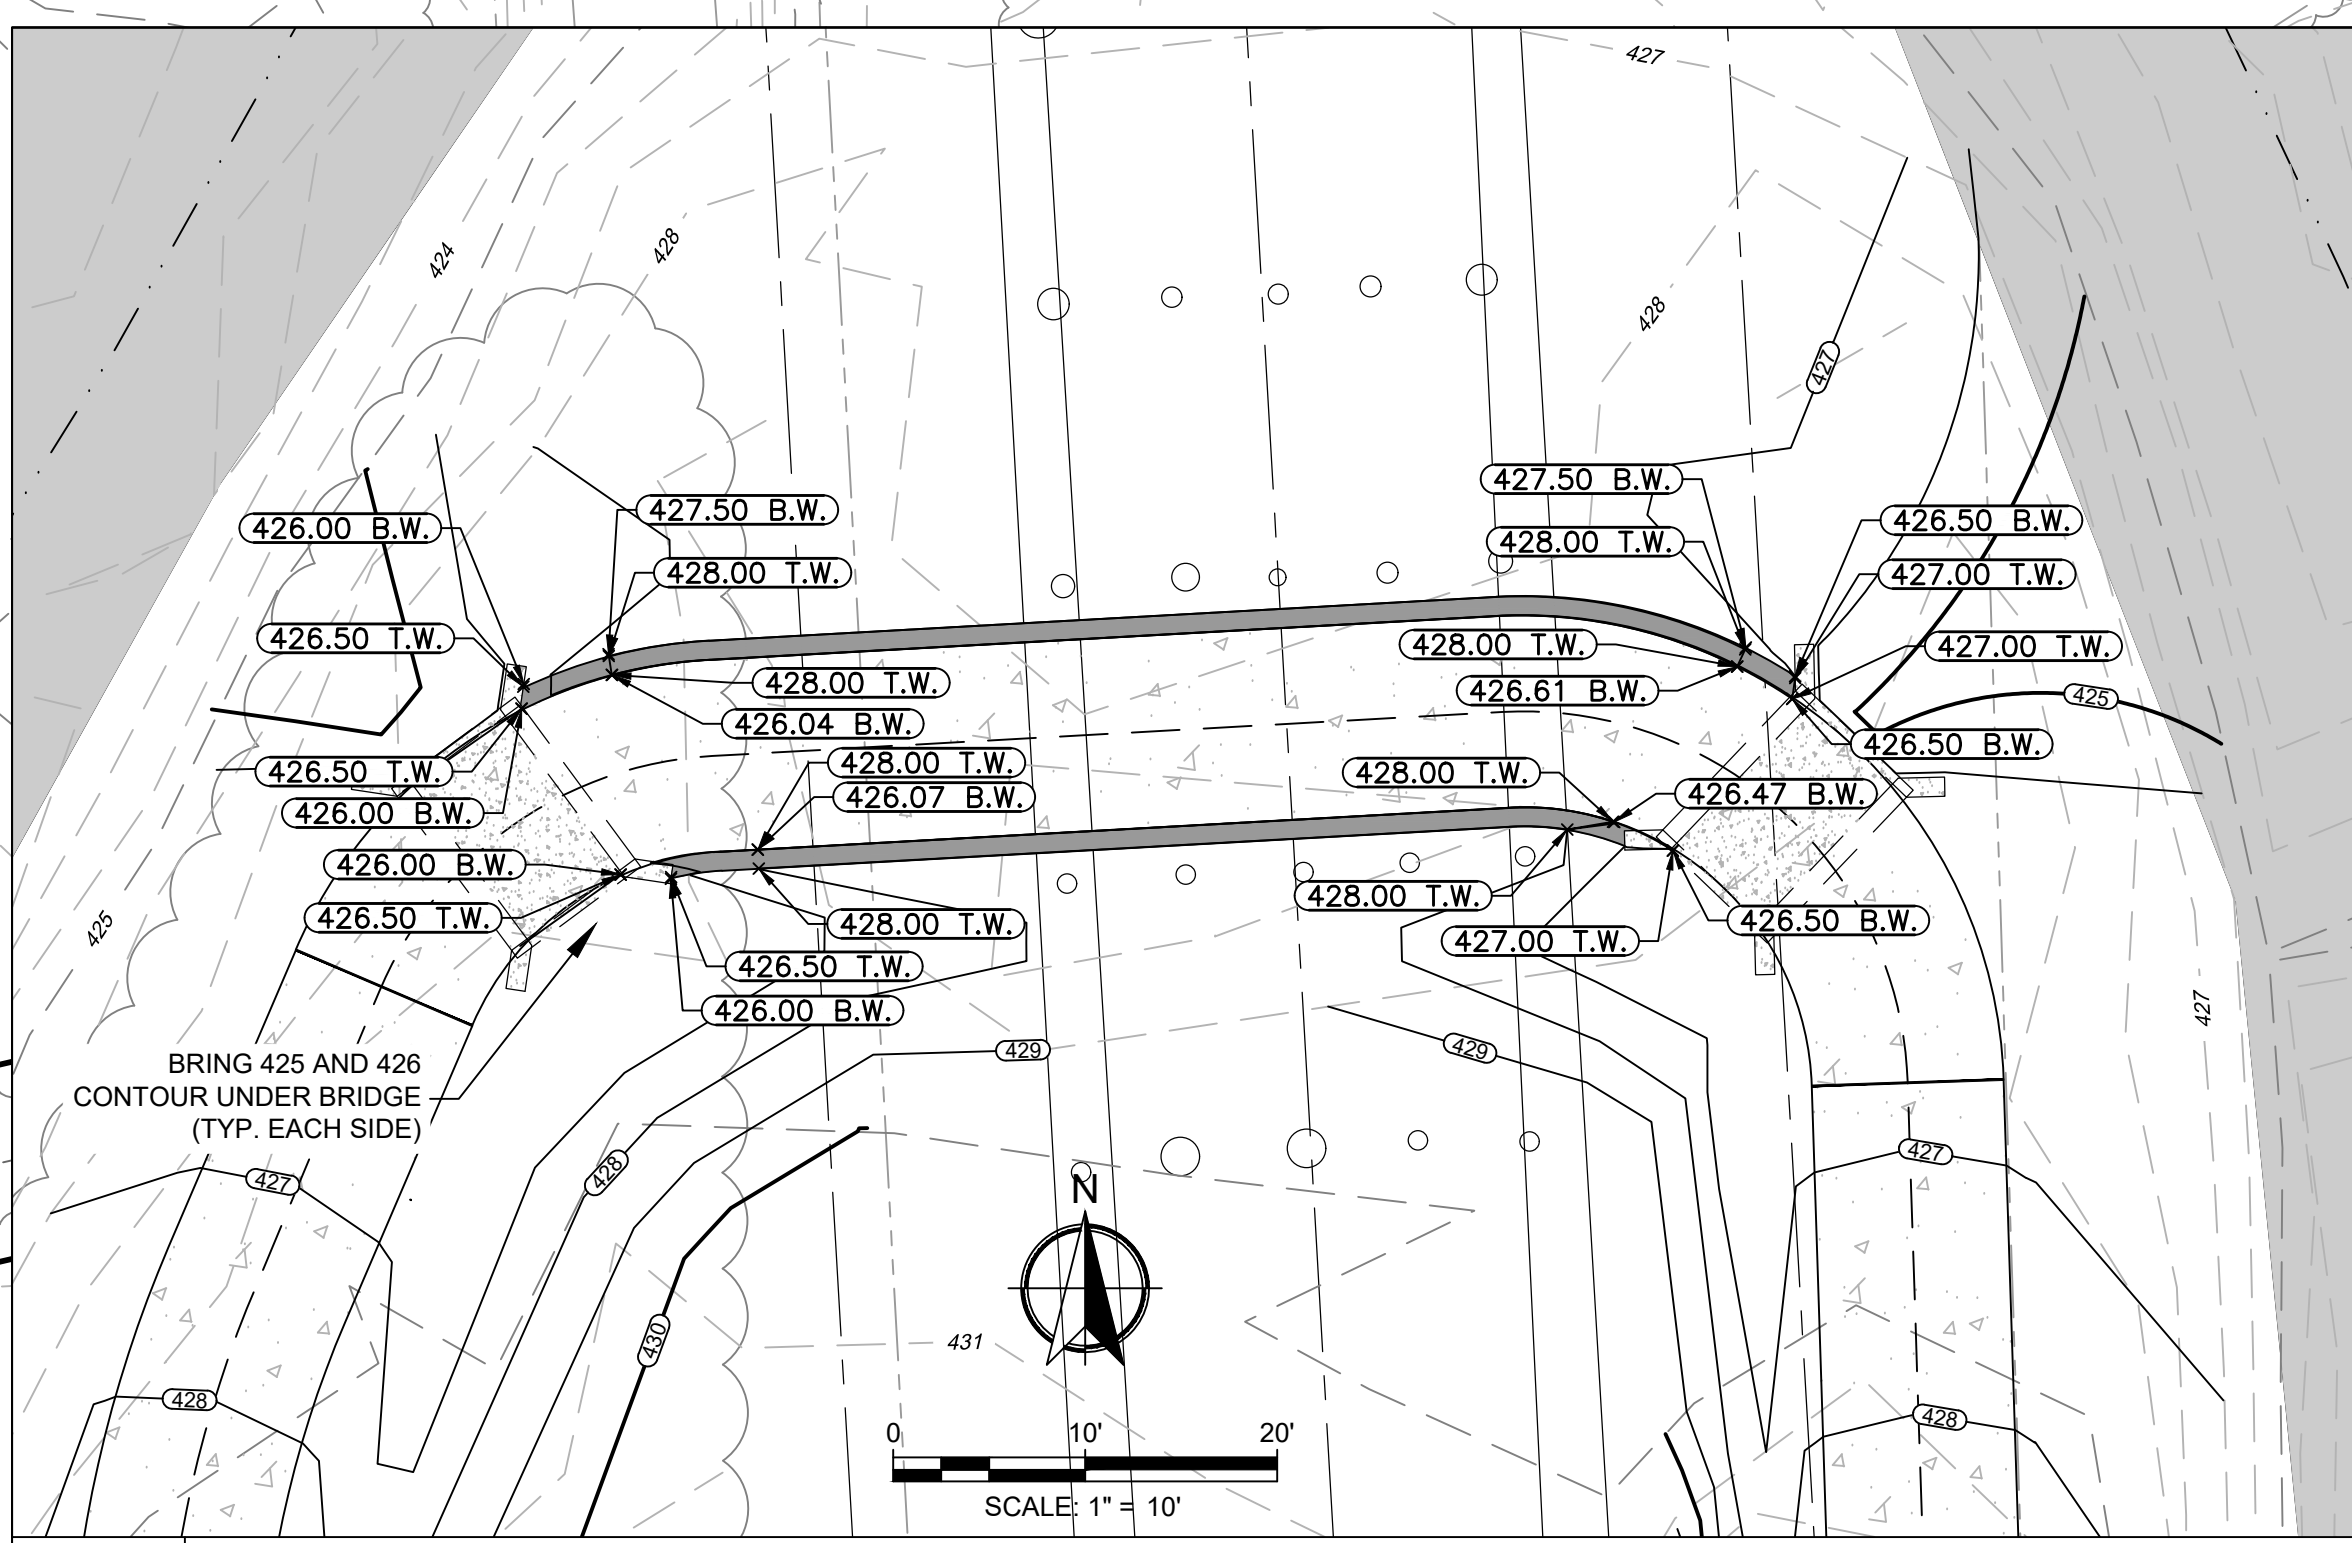 427
424
428
428
427
427.50 B.W.
427.50 B.W.
426.00 B.W.
426.50 B.W.
428.00 T.W.
428.00 T.W.
427.00 T.W.
426.50 T.W.
428.00 T.W.
427.00 T.W.
428.00 T.W.
426.61 B.W.
425
426.04 B.W.
426.50 B.W.
428.00 T.W.
426.50 T.W.
428.00 T.W.
426.07 B.W.
426.47 B.W.
426.00 B.W.
426.00 B.W.
428.00 T.W.
426.50 T.W.
428.00 T.W.
426.50 B.W.
425
427.00 T.W.
426.50 T.W.
426.00 B.W.
427
429
429
BRING 425 AND 426
CONTOUR UNDER BRIDGE
(TYP. EACH SIDE)
427
428
427
N
430
431
428
428
0 10' 20'
SCALE: 1" = 10'